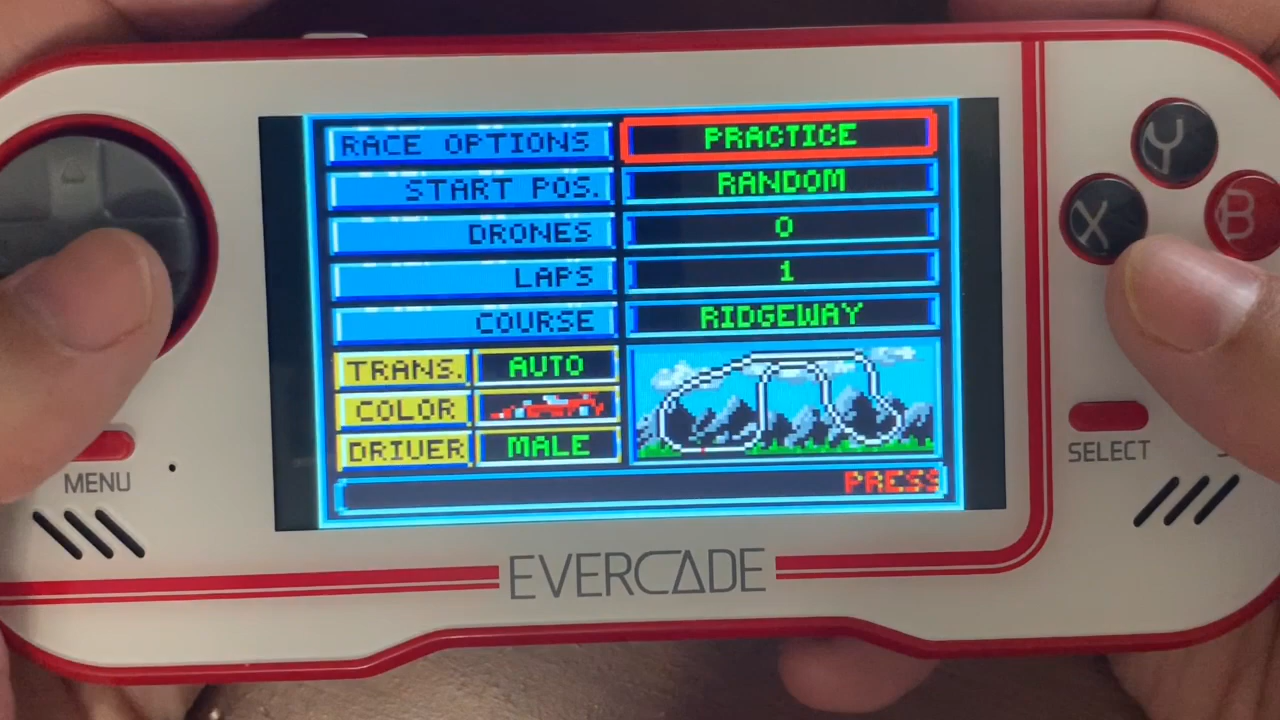 RACE OPTIONS PRACTICE
START POS. RANDOM
DRONES 0
LAPS 1
COURSE RIDGEWAY
TRANS. AUTO
COLOR
DRIVER MALE
PRESS
Y
X
B
MENU
SELECT
EVERCADE